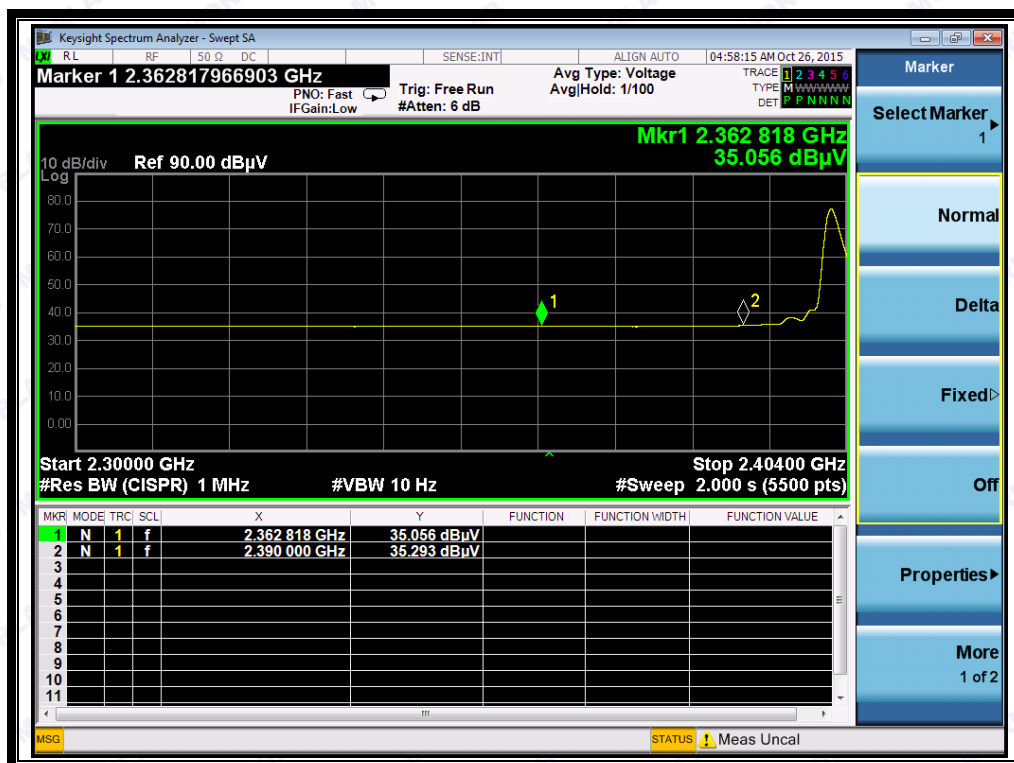 Keysight Spectrum Analyzer - Swept SA
LXI RL RF 50 Ω DC SENSE:INT ALIGN AUTO 04:58:15 AM Oct 26, 2015
Marker 1 2.362817966903 GHz
PNO: Fast
IFGain:Low
Trig: Free Run
#Atten: 6 dB
Avg Type: Voltage
Avg|Hold: 1/100
TRACE 1 2 3 4 5 6
TYPE M W W W W W
DET P P N N N N
Mkr1 2.362 818 GHz
35.056 dBµV
10 dB/div Ref 90.00 dBµV
Log
80.0
70.0
60.0
50.0
40.0
30.0
20.0
10.0
0.00
1
2
Start 2.30000 GHz Stop 2.40400 GHz
#Res BW (CISPR) 1 MHz #VBW 10 Hz #Sweep 2.000 s (5500 pts)
MKR MODE TRC SCL X Y FUNCTION FUNCTION WIDTH FUNCTION VALUE
1 N 1 f 2.362 818 GHz 35.056 dBµV
2 N 1 f 2.390 000 GHz 35.293 dBµV
3
4
5
6
7
8
9
10
11
MSG STATUS Meas Uncal
Marker
Select Marker
1
Normal
Delta
Fixed
Off
Properties
More
1 of 2